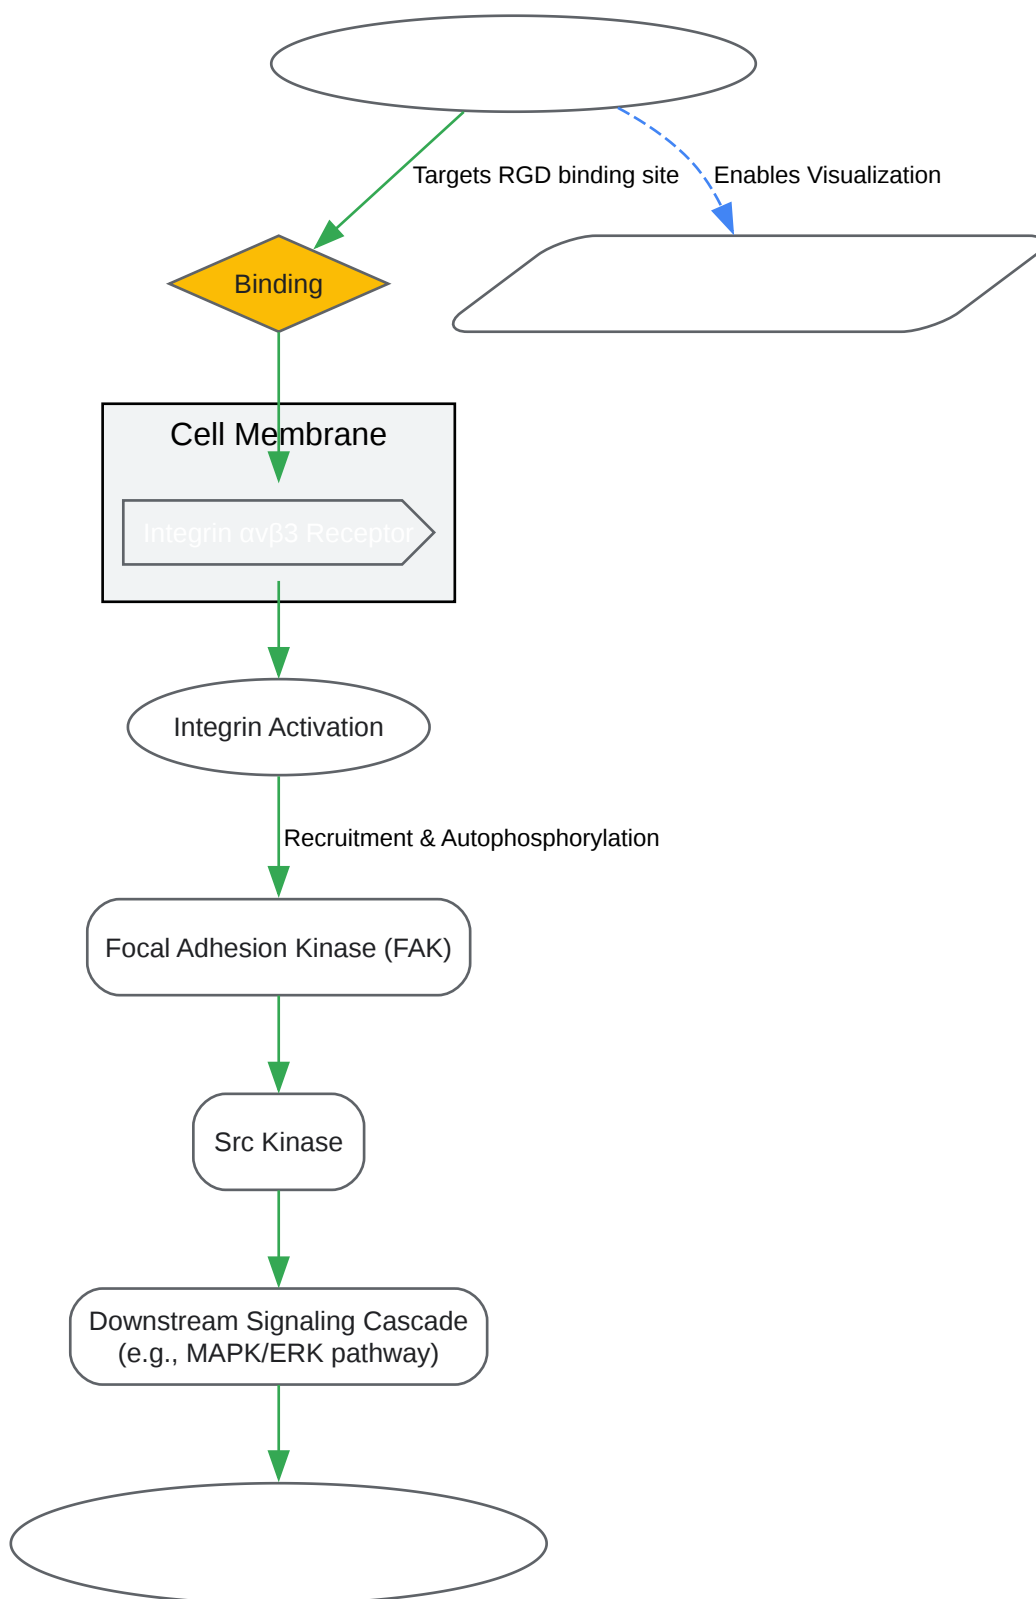 Targets RGD binding site
Enables Visualization
Binding
Cell Membrane
Integrin αvβ3 Receptor
Integrin Activation
Recruitment & Autophosphorylation
Focal Adhesion Kinase (FAK)
Src Kinase
Downstream Signaling Cascade
(e.g., MAPK/ERK pathway)